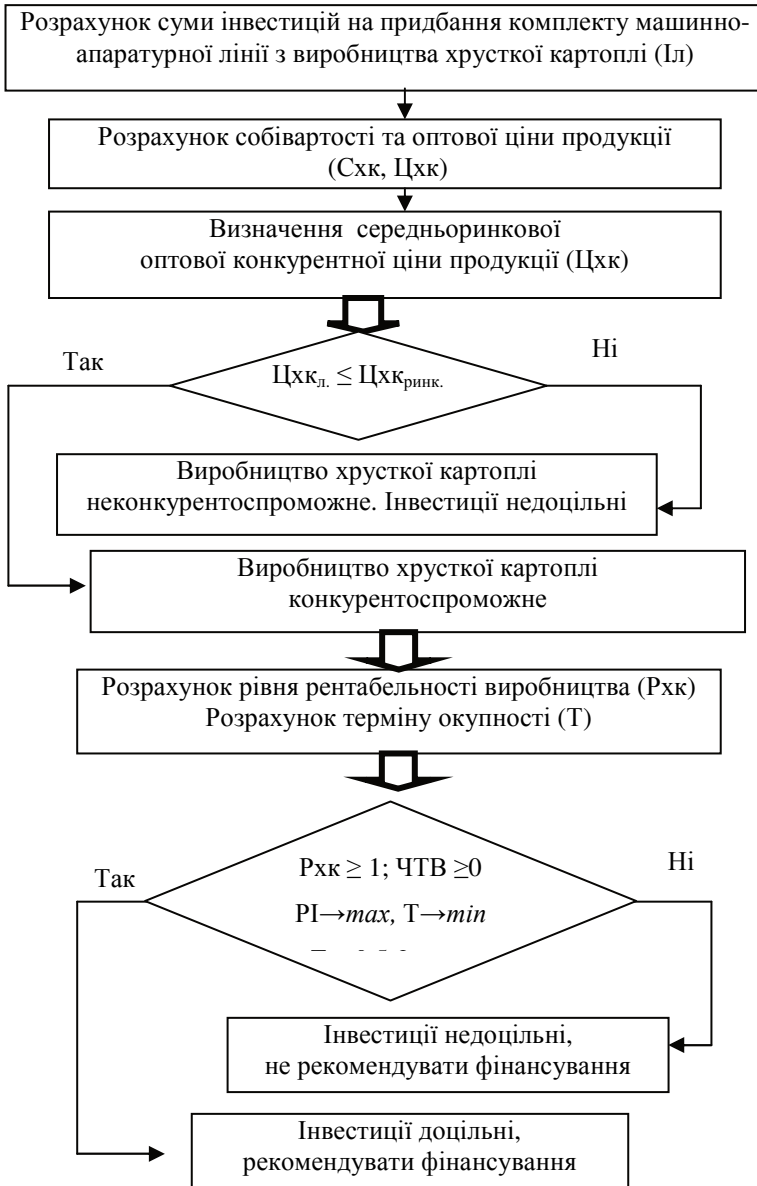 Розрахунок суми інвестицій на придбання комплекту машинно-
апаратурної лінії з виробництва хрусткої картоплі (Іл)
Розрахунок собівартості та оптової ціни продукції
(Схк, Цхк)
Визначення середньоринкової
оптової конкурентної ціни продукції (Цхк)
Так
Ні
Цхкл. ≤ Цхкринк.
Виробництво хрусткої картоплі
неконкурентоспроможне. Інвестиції недоцільні
Виробництво хрусткої картоплі
конкурентоспроможне
Розрахунок рівня рентабельності виробництва (Рхк)
Розрахунок терміну окупності (Т)
Так
Ні
Рхк ≥ 1; ЧТВ ≥0
PI→max, T→min
Інвестиції недоцільні,
не рекомендувати фінансування
Інвестиції доцільні,
рекомендувати фінансування